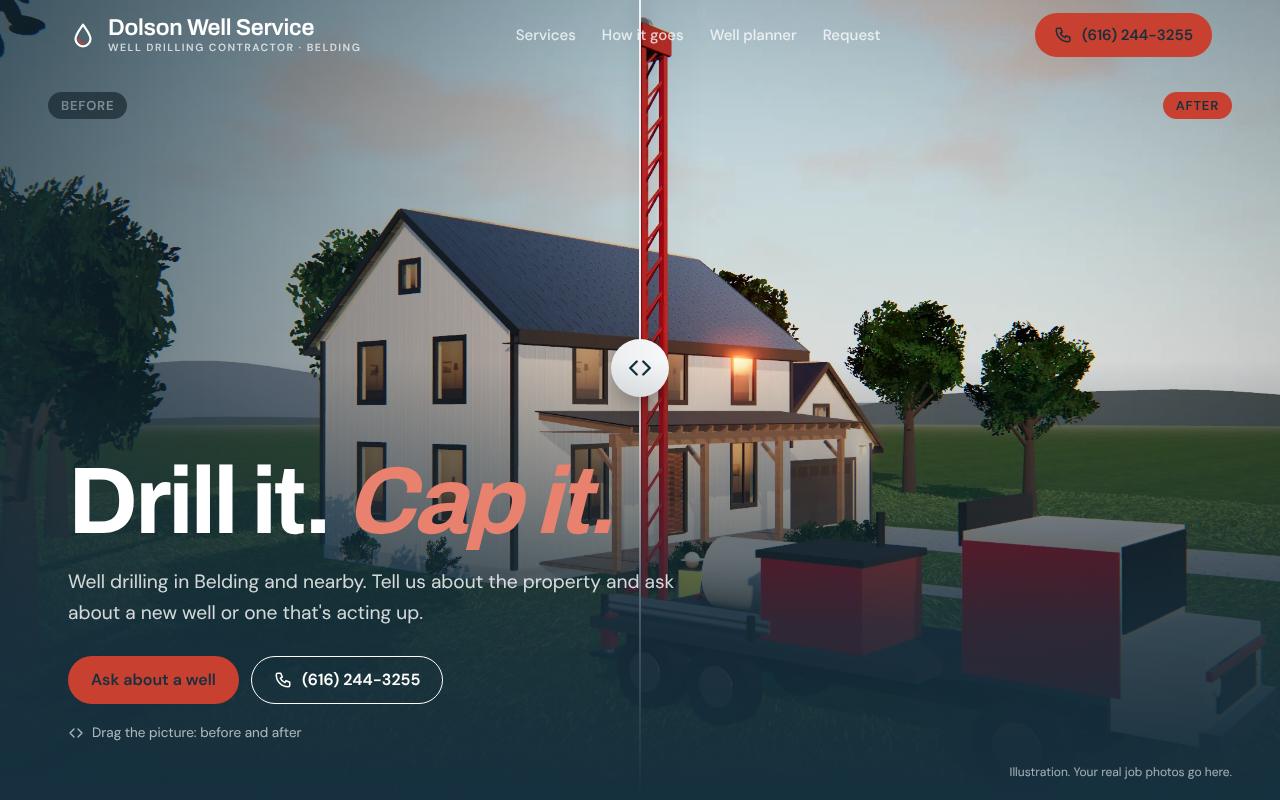 Dolson Well Service
WELL DRILLING CONTRACTOR · BELDING
Services
How it goes
Well planner
Request
(616) 244-3255
BEFORE
AFTER
Drill it. Cap it.
Well drilling in Belding and nearby. Tell us about the property and ask
about a new well or one that's acting up.
Ask about a well
(616) 244-3255
Drag the picture: before and after
Illustration. Your real job photos go here.